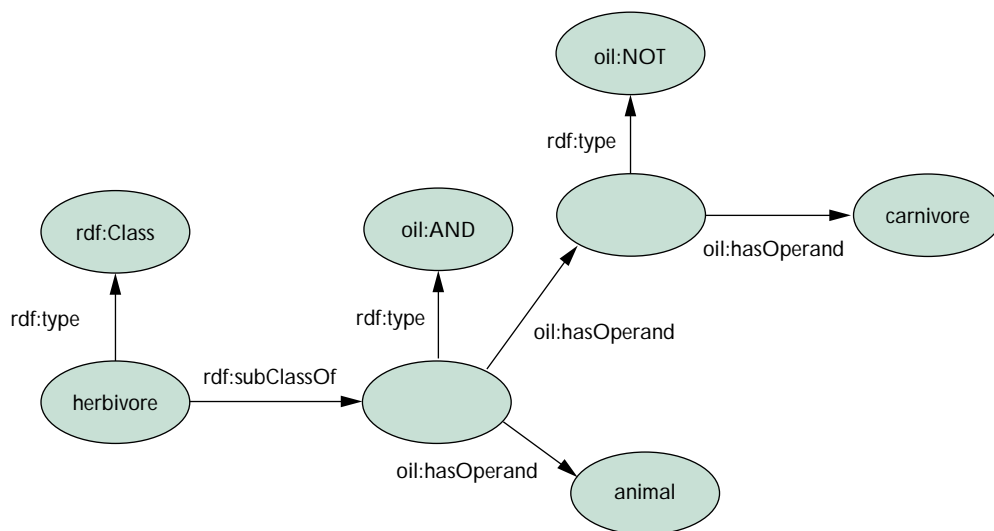 oil:NOT
rdf:type
rdf:Class
oil:AND
carnivore
oil:hasOperand
rdf:type
rdf:type
oil:hasOperand
rdf:subClassOf
herbivore
oil:hasOperand
animal